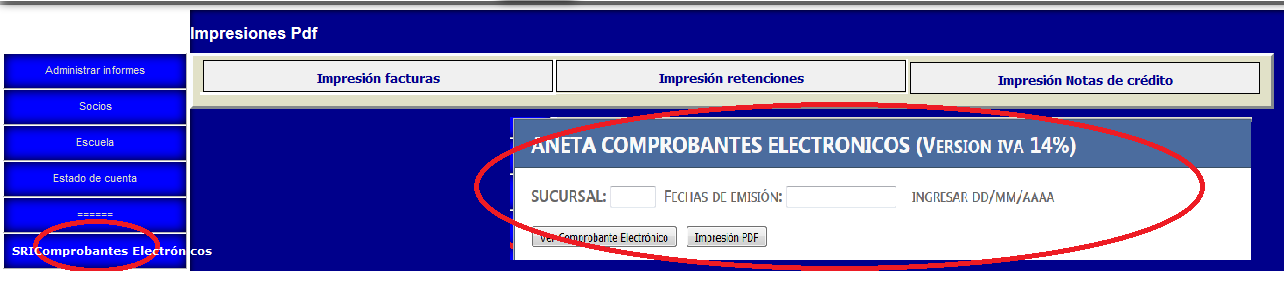 Impresiones Pdf
Administrar informes
Socios
Escuela
Estado de cuenta
======
SRIComprobantes Electrónicos
Impresión facturas
Impresión retenciones
Impresión Notas de crédito
ANETA COMPROBANTES ELECTRONICOS (VERSION IVA 14%)
SUCURSAL: FECHAS DE EMISIÓN: INGRESAR DD/MM/AAAA
Ver Comprobante Electrónico Impresión PDF